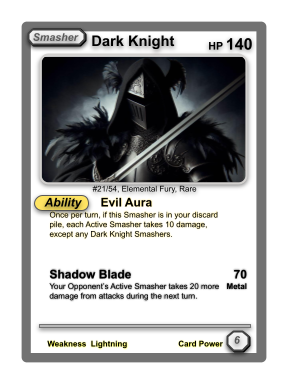 Smasher Dark Knight HP 140
#21/54, Elemental Fury, Rare
Ability Evil Aura
Once per turn, if this Smasher is in your discard
pile, each Active Smasher takes 10 damage,
except any Dark Knight Smashers.
Shadow Blade 70
Your Opponent's Active Smasher takes 20 more Metal
damage from attacks during the next turn.
Weakness Lightning Card Power 6